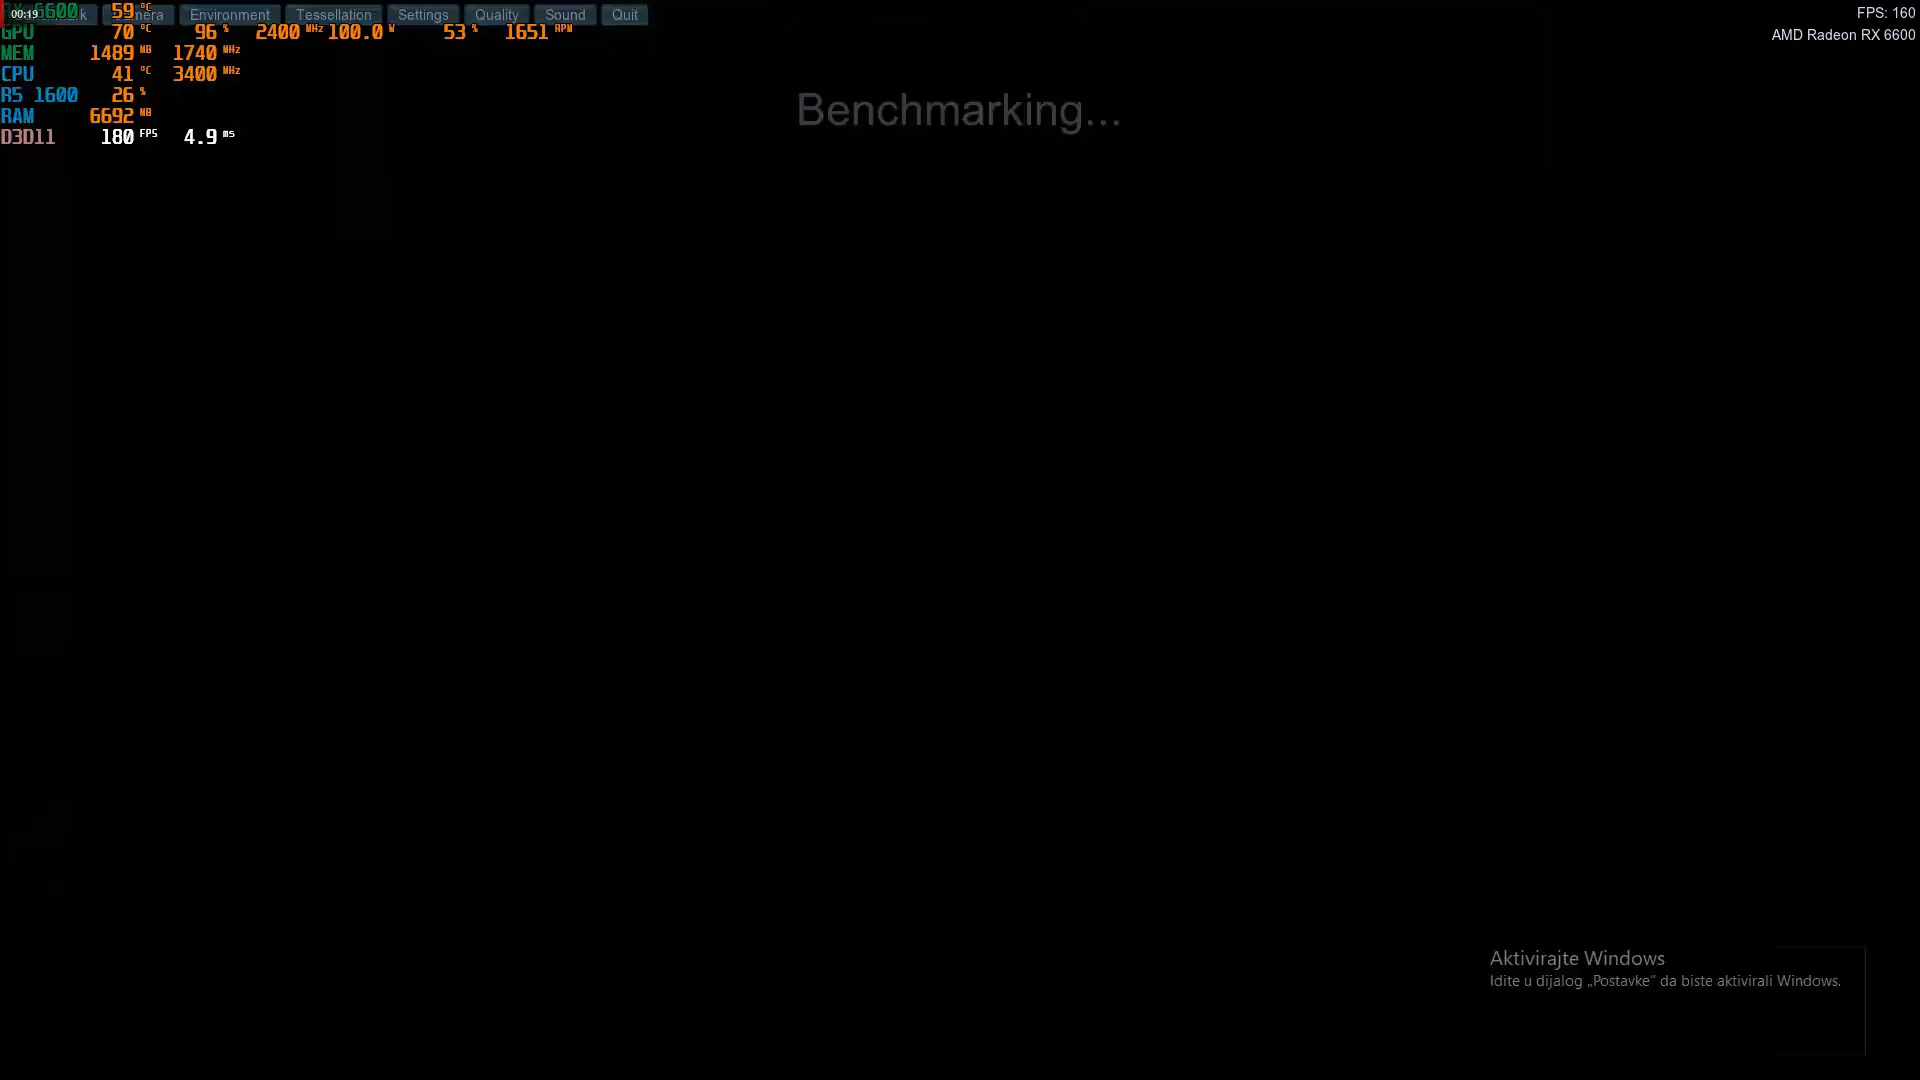 6600 59 °C
00:19 Environment Tessellation Settings Quality Sound Quit
FPS: 160
GPU 70 °C 96 % 2400 MHz 100.0 W 53 % 1651 RPM
AMD Radeon RX 6600
MEM 1489 MB 1740 MHz
CPU 41 °C 3400 MHz
R5 1600 26 %
RAM 6692 MB
D3D11 180 FPS 4.9 ms
Benchmarking...
Aktivirajte Windows
Idite u dijalog „Postavke“ da biste aktivirali Windows.